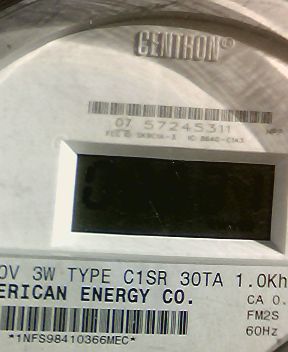 CENTRON®
07 57245311
0V 3W TYPE C1SR 30TA 1.0Kh
ERICAN ENERGY CO.
CA 0.
FM2S
60Hz
*1NFS98410366MEC*